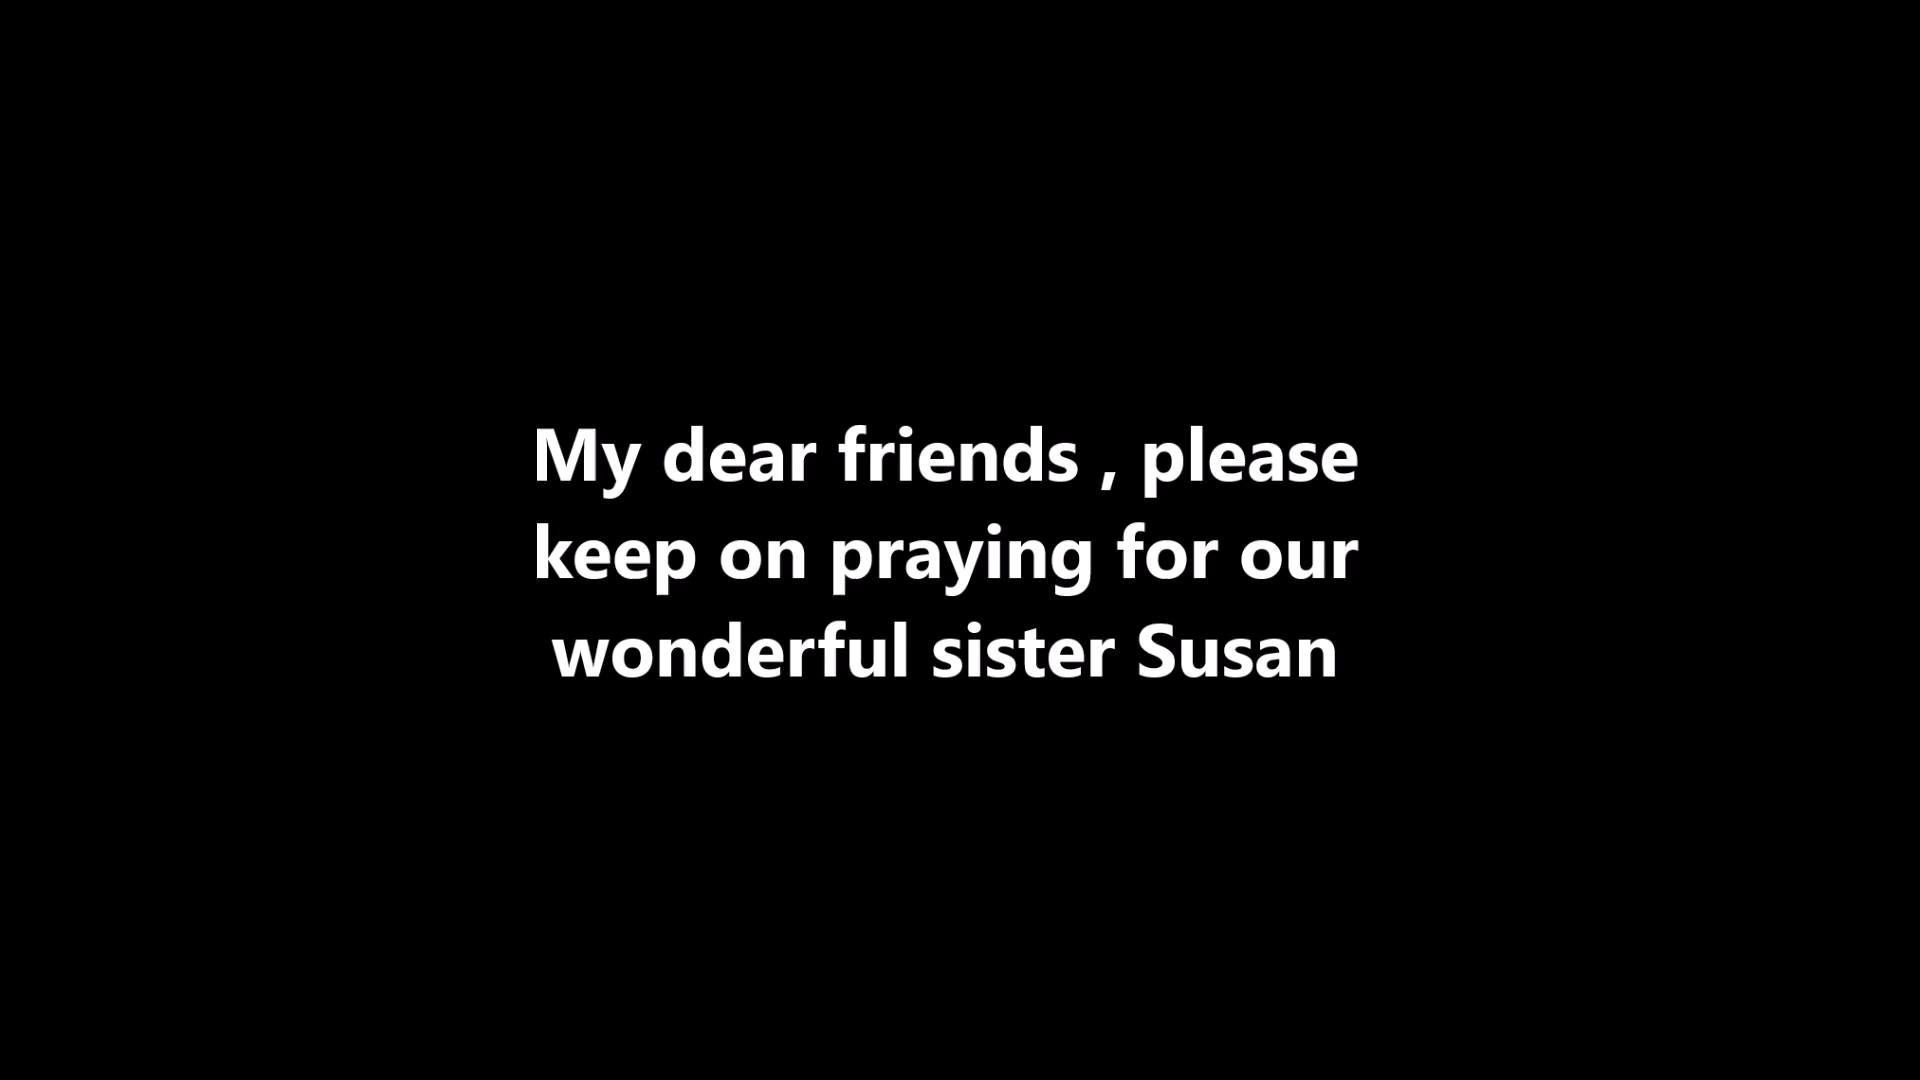 My dear friends , please
keep on praying for our
wonderful sister Susan